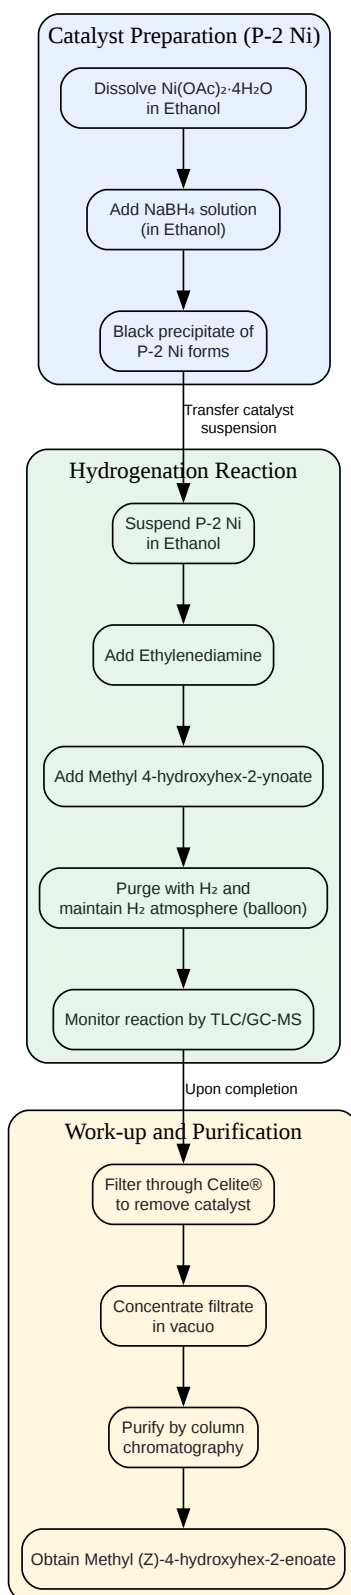 Catalyst Preparation (P-2 Ni)
Dissolve Ni(OAc)₂·4H₂O
in Ethanol
Add NaBH₄ solution
(in Ethanol)
Black precipitate of
P-2 Ni forms
Transfer catalyst
suspension
Hydrogenation Reaction
Suspend P-2 Ni
in Ethanol
Add Ethylenediamine
Add Methyl 4-hydroxyhex-2-ynoate
Purge with H₂ and
maintain H₂ atmosphere (balloon)
Monitor reaction by TLC/GC-MS
Upon completion
Work-up and Purification
Filter through Celite®
to remove catalyst
Concentrate filtrate
in vacuo
Purify by column
chromatography
Obtain Methyl (Z)-4-hydroxyhex-2-enoate